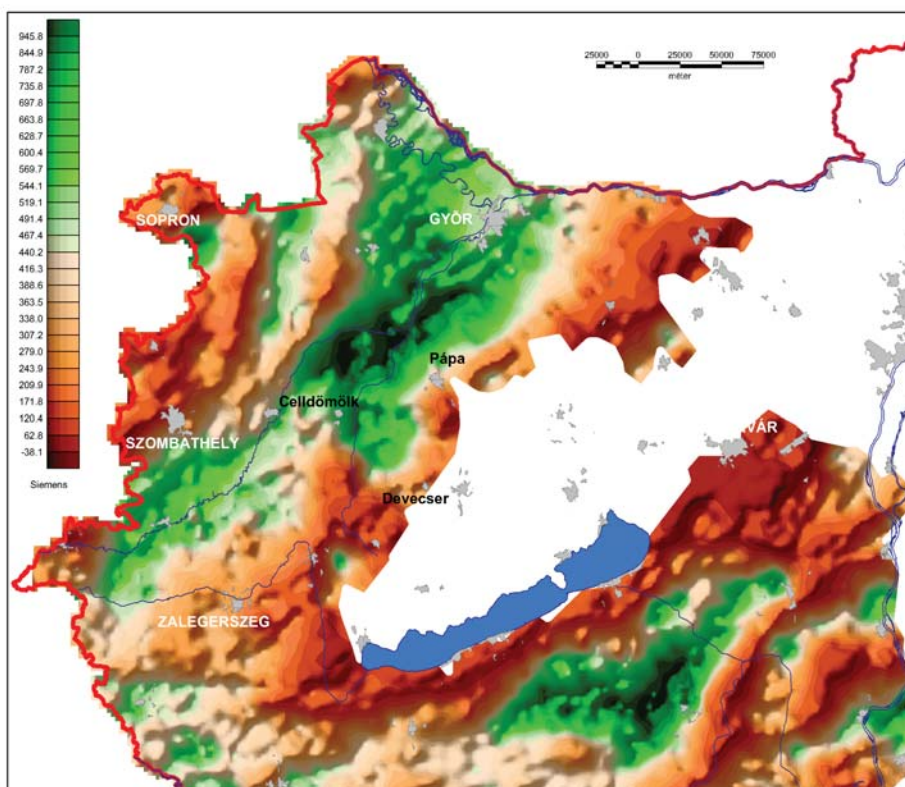 945.8
844.9
787.2
735.8
697.8
663.8
628.7
600.4
569.7
544.1
519.1
491.4
467.4
440.2
416.3
388.6
363.5
338.0
307.2
279.0
243.2
209.9
171.8
120.4
62.8
-38.1
Siemens
25000 0 25000 50000 75000
méter
SOPRON
GYÖR
Pápa
Celldömölk
SZOMBATHELY
VÁR
Devecser
ZALEGERSZEG